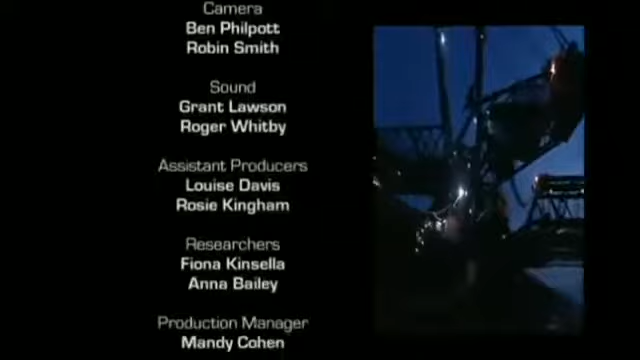 Camera
Ben Philpott
Robin Smith
Sound
Grant Lawson
Roger Whitby
Assistant Producers
Louise Davis
Rosie Kingham
Researchers
Fiona Kinsella
Anna Bailey
Production Manager
Mandy Cohen